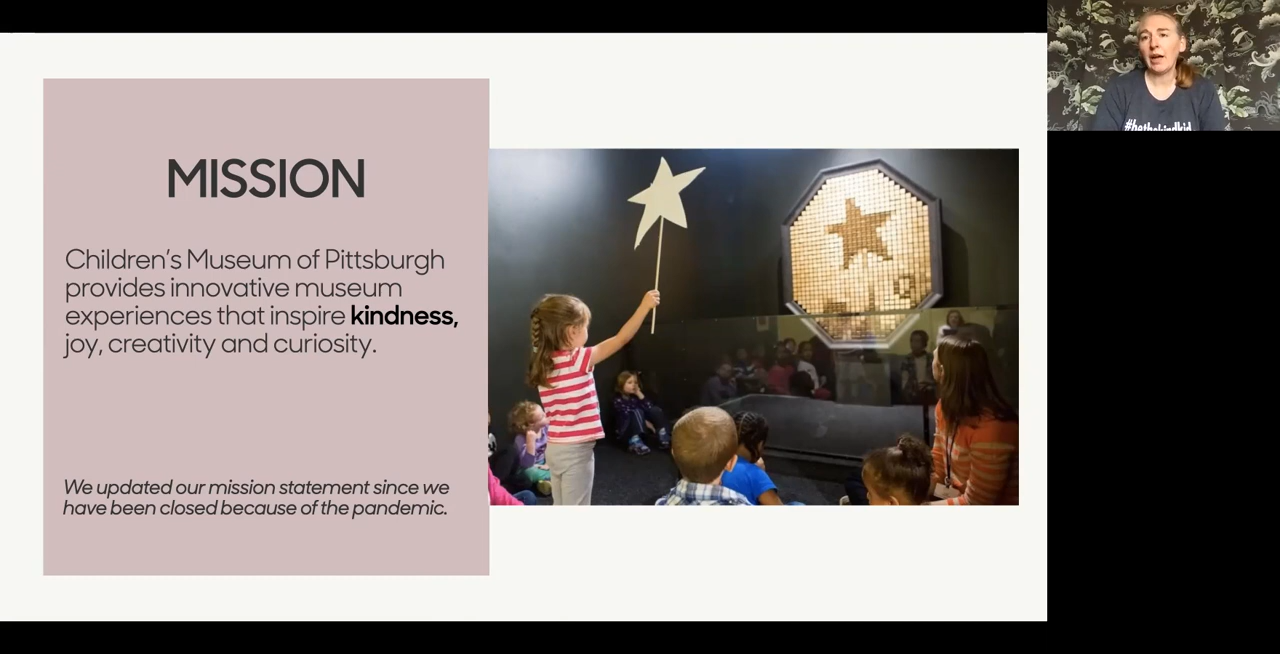 MISSION
Children’s Museum of Pittsburgh
provides innovative museum
experiences that inspire kindness,
joy, creativity and curiosity.
We updated our mission statement since we
have been closed because of the pandemic.
#bethekindkid